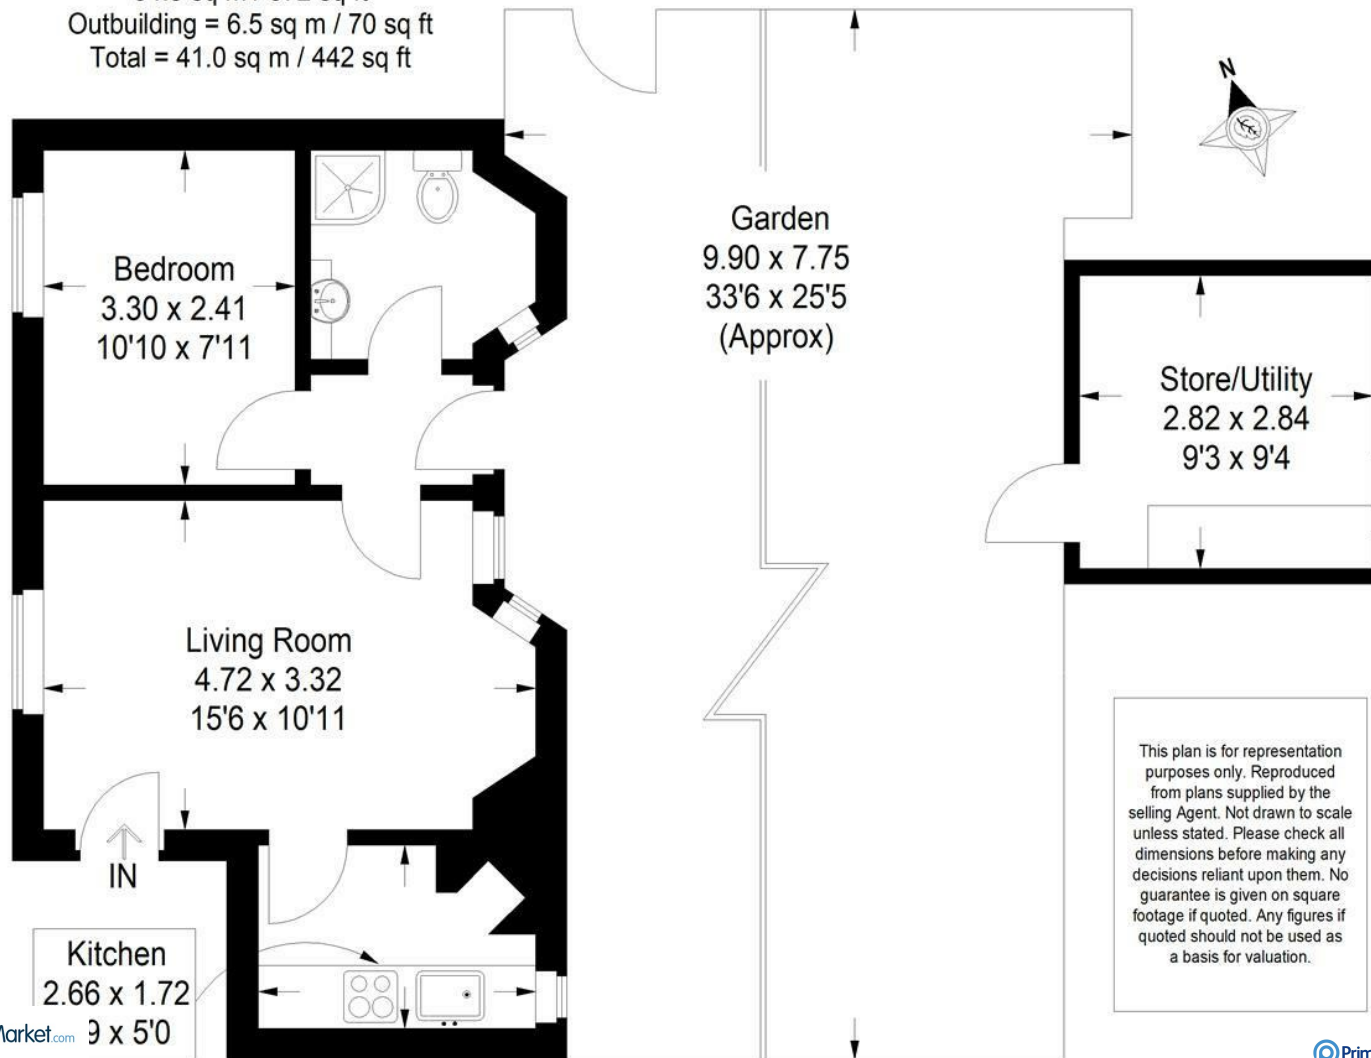 Outbuilding = 6.5 sq m / 70 sq ft
Total = 41.0 sq m / 442 sq ft
N
Bedroom
3.30 x 2.41
10'10 x 7'11
Garden
9.90 x 7.75
33'6 x 25'5
(Approx)
Store/Utility
2.82 x 2.84
9'3 x 9'4
Living Room
4.72 x 3.32
15'6 x 10'11
IN
Kitchen
2.66 x 1.72
9 x 5'0
This plan is for representation
purposes only. Reproduced
from plans supplied by the
selling Agent. Not drawn to scale
unless stated. Please check all
dimensions before making any
decisions reliant upon them. No
guarantee is given on square
footage if quoted. Any figures if
quoted should not be used as
a basis for valuation.
Market.com